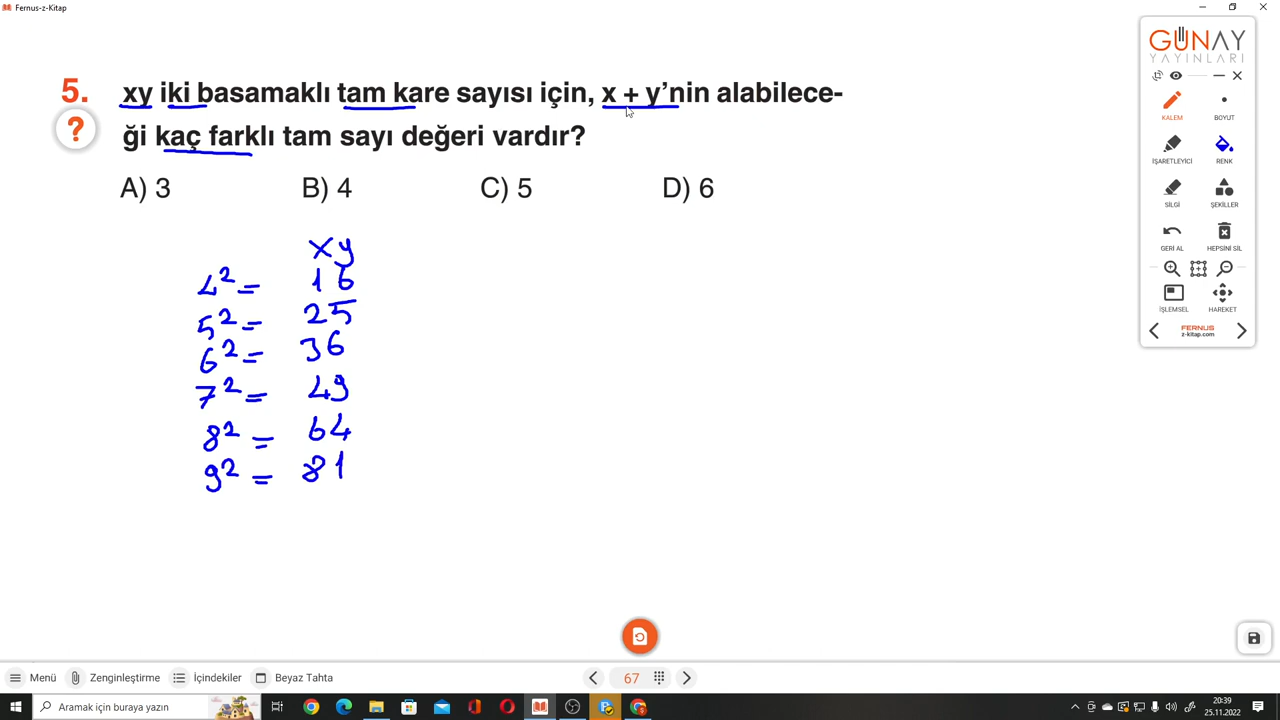 Fernus-z-Kitap
GÜNAY
YAYINLARI
5. xy iki basamaklı tam kare sayısı için, x + y'nin alabilece-
? ği kaç farklı tam sayı değeri vardır?
A) 3 B) 4 C) 5 D) 6
xy
4² = 16
5² = 25
6² = 36
7² = 49
8² = 64
9² = 81
KALEM BOYUT
İŞARETLEYİCİ RENK
SİLGİ ŞEKİLLER
GERİ AL HEPSİNİ SİL
İŞLEMSEL HAREKET
FERNUS
z-kitap.com
Menü Zenginleştirme İçindekiler Beyaz Tahta 67
Aramak için buraya yazın
20:39
25.11.2022